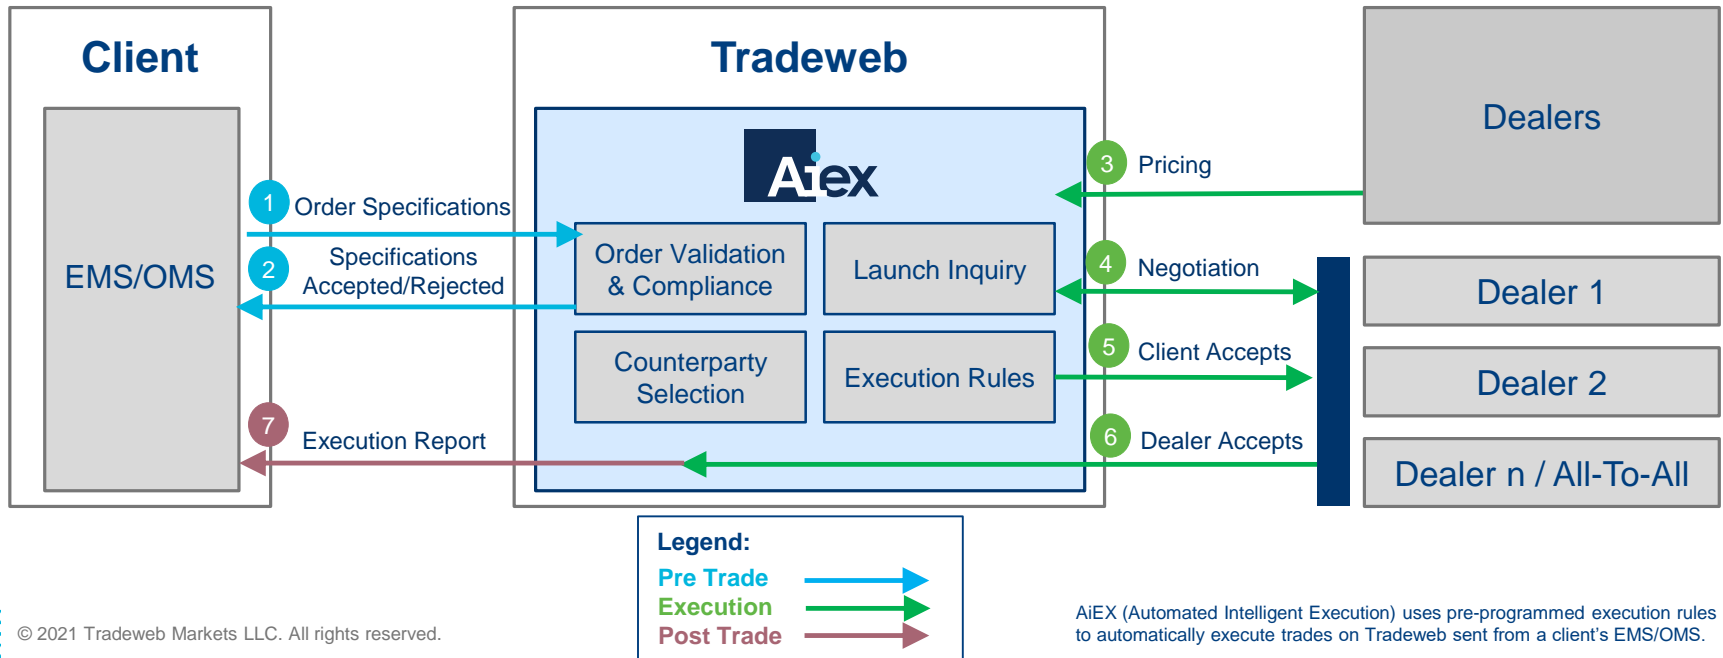 Client
Tradeweb
Dealers
Aiex
3 Pricing
1 Order Specifications
EMS/OMS
2 Specifications
Accepted/Rejected
Order Validation
& Compliance
Launch Inquiry
4 Negotiation
Dealer 1
Counterparty
Selection
Execution Rules
5 Client Accepts
Dealer 2
7 Execution Report
6 Dealer Accepts
Dealer n / All-To-All
Legend:
Pre Trade
Execution
Post Trade
© 2021 Tradeweb Markets LLC. All rights reserved.
AiEX (Automated Intelligent Execution) uses pre-programmed execution rules
to automatically execute trades on Tradeweb sent from a client's EMS/OMS.